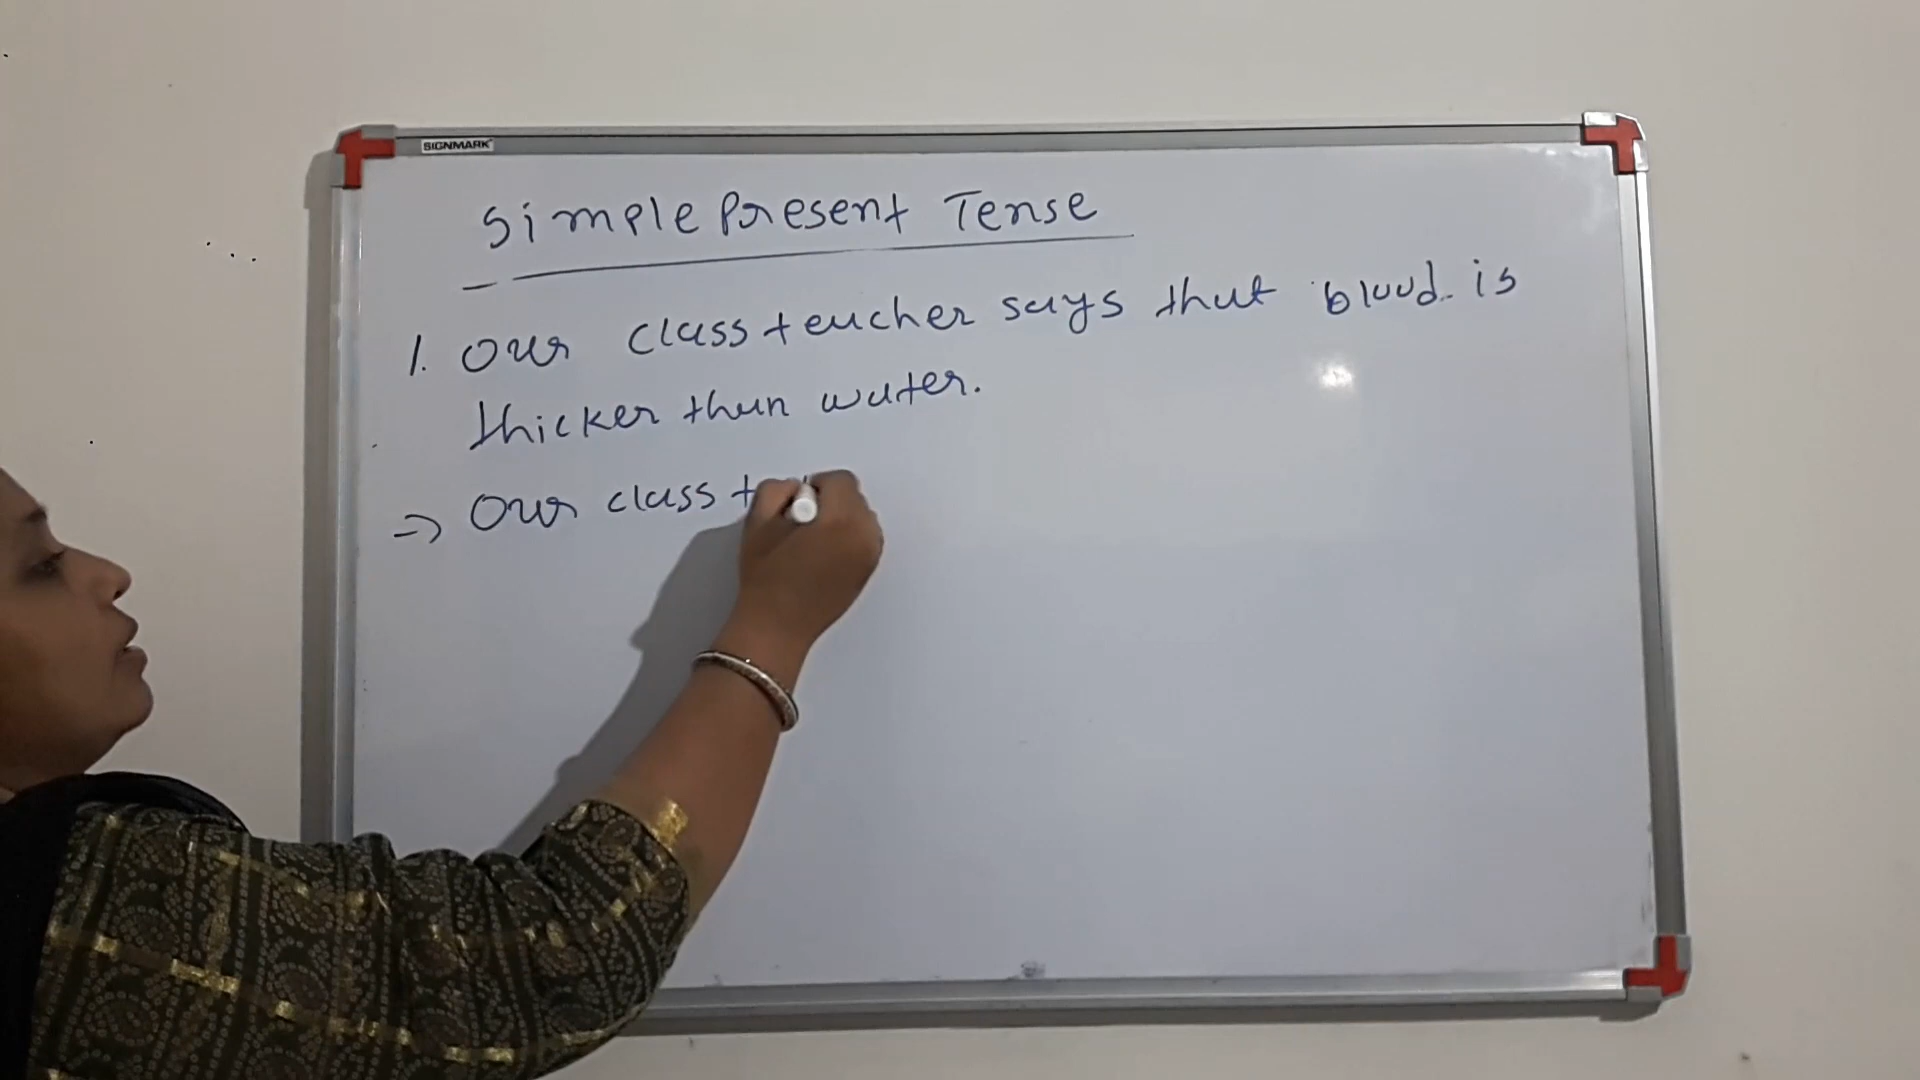 SIGNMARK
Simple Present Tense
1. Our class teacher says that blood is
thicker than water.
→ Our class